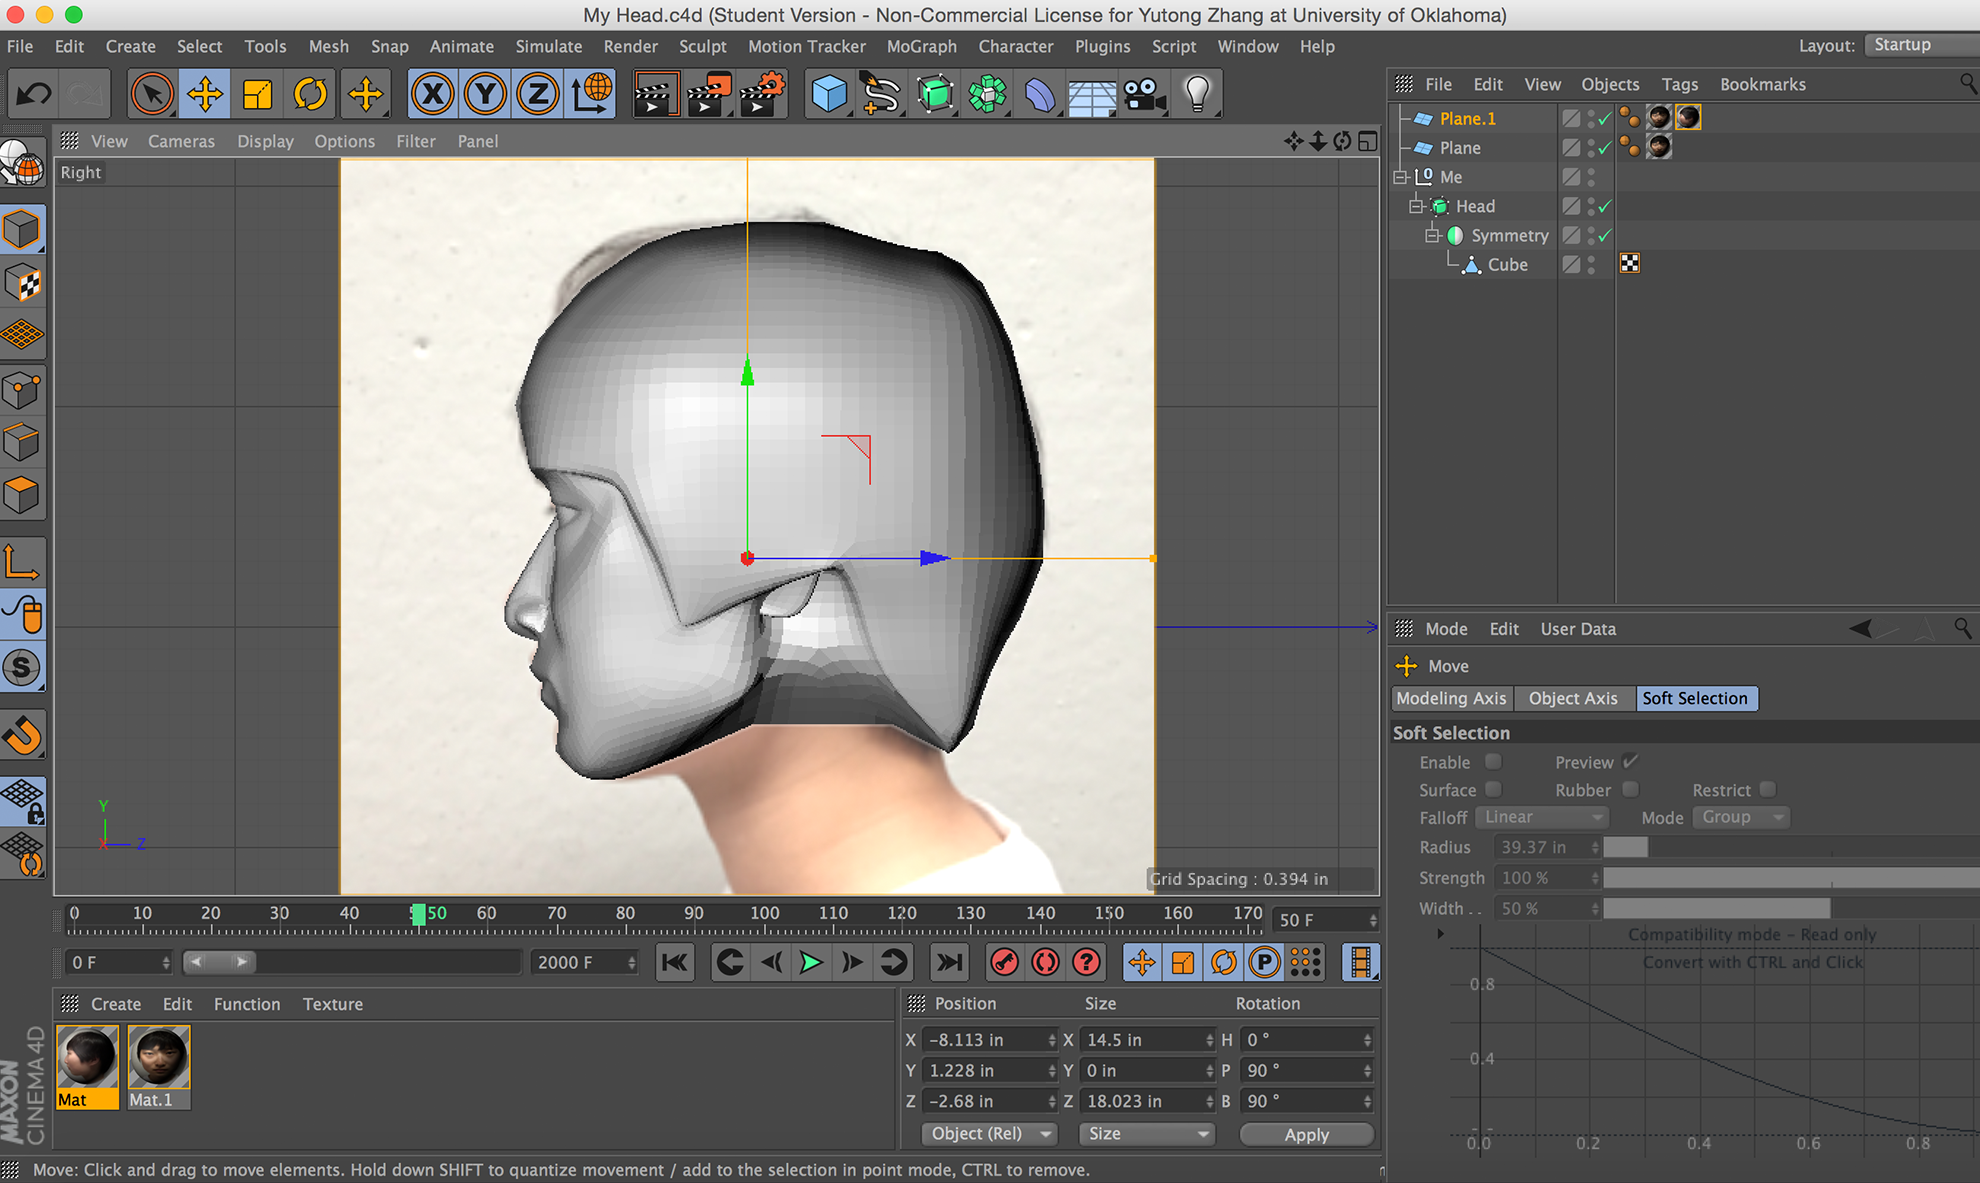 My Head.c4d (Student Version - Non-Commercial License for Yutong Zhang at University of Oklahoma)
File Edit Create Select Tools Mesh Snap Animate Simulate Render Sculpt Motion Tracker MoGraph Character Plugins Script Window Help Layout: Startup
X Y Z
File Edit View Objects Tags Bookmarks
View Cameras Display Options Filter Panel
Right
Plane.1
Plane
0 Me
Head
Symmetry
Cube
Mode Edit User Data
Move
Modeling Axis Object Axis Soft Selection
Soft Selection
Enable Preview
Surface Rubber Restrict
Falloff Linear Mode Group
Radius 39.37 in
Strength 100 %
Width . . 50 %
Compatibility mode - Read only
Convert with CTRL and Click
0.8
0.4
0.0 0.2 0.4 0.6 0.8
S
Y
X Z
Grid Spacing : 0.394 in
0 10 20 30 40 50 60 70 80 90 100 110 120 130 140 150 160 170 50 F
0 F 2000 F ? P
Create Edit Function Texture
Mat Mat.1
MAXON
CINEMA 4D
Position Size Rotation
X -8.113 in X 14.5 in H 0 °
Y 1.228 in Y 0 in P 90 °
Z -2.68 in Z 18.023 in B 90 °
Object (Rel) Size Apply
Move: Click and drag to move elements. Hold down SHIFT to quantize movement / add to the selection in point mode, CTRL to remove.